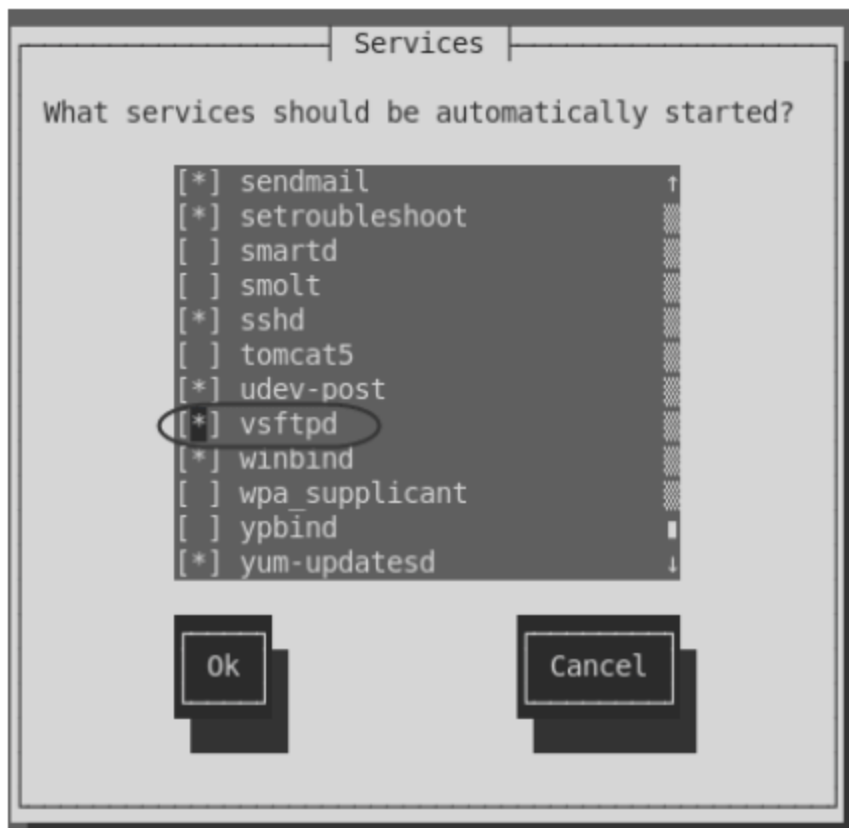 Services
What services should be automatically started?
[*] sendmail ↑
[*] setroubleshoot
[ ] smartd
[ ] smolt
[*] sshd
[ ] tomcat5
[*] udev-post
[*] vsftpd
[*] winbind
[ ] wpa_supplicant
[ ] ypbind
[*] yum-updatesd ↓
Ok Cancel